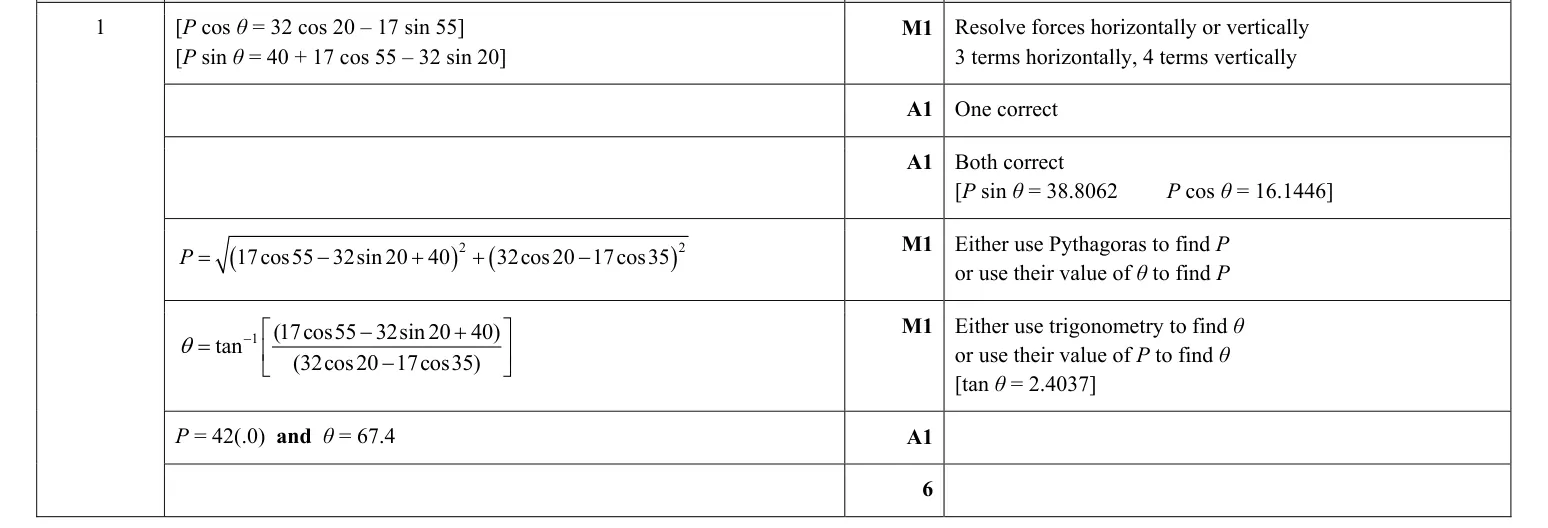 1 [P cos θ = 32 cos 20 – 17 sin 55] M1 Resolve forces horizontally or vertically
[P sin θ = 40 + 17 cos 55 – 32 sin 20] 3 terms horizontally, 4 terms vertically
A1 One correct
A1 Both correct
[P sin θ = 38.8062 P cos θ = 16.1446]
P = √((17cos55 − 32sin20 + 40)² + (32cos20 − 17cos35)²) M1 Either use Pythagoras to find P
or use their value of θ to find P
θ = tan⁻¹[(17cos55 − 32sin20 + 40)/(32cos20 − 17cos35)] M1 Either use trigonometry to find θ
or use their value of P to find θ
[tan θ = 2.4037]
P = 42(.0) and θ = 67.4 A1
6